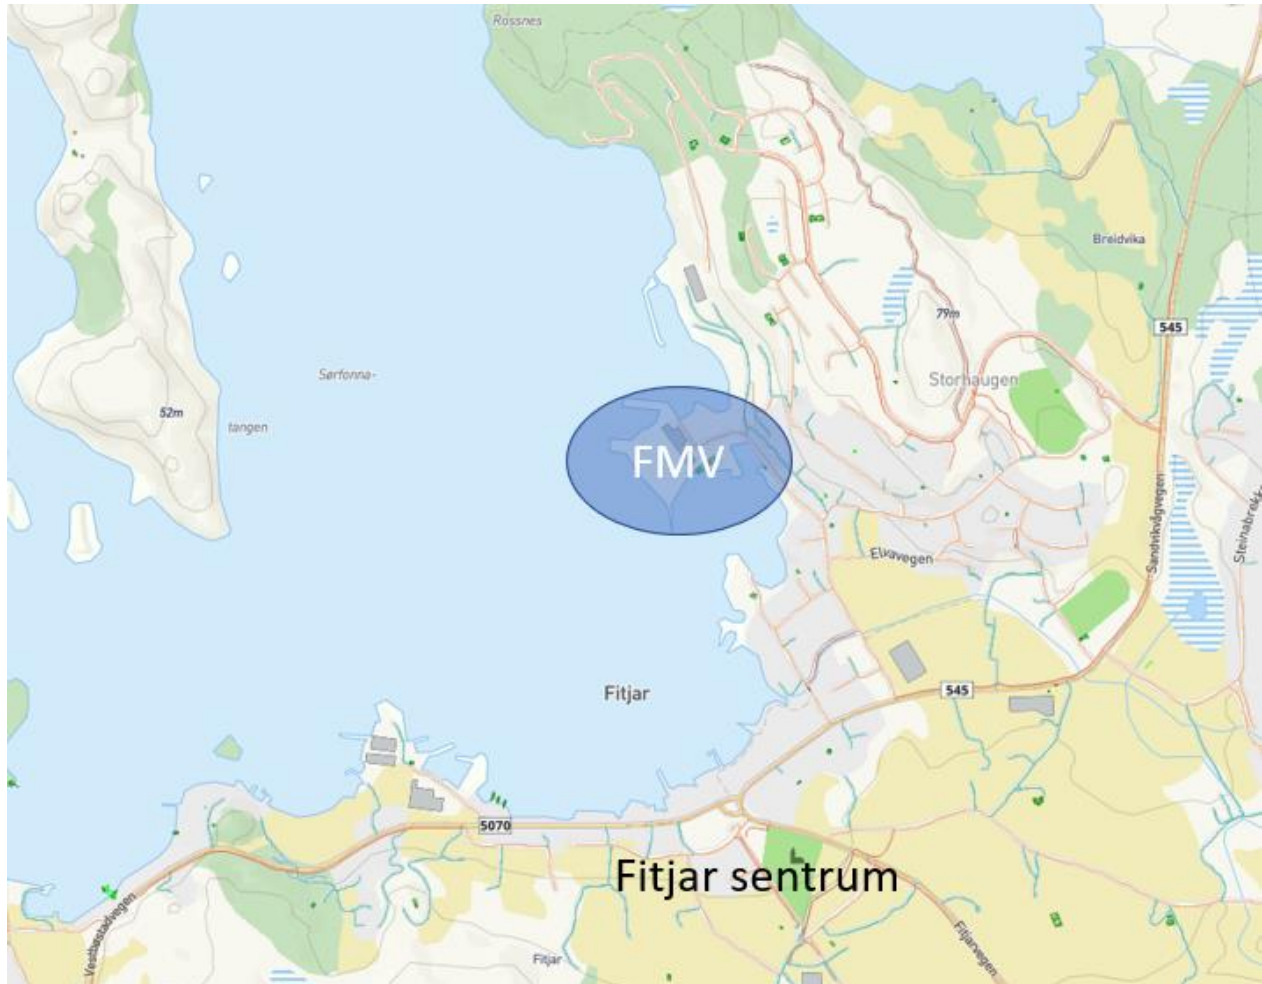 Rossnes
Breidvika
545
79m
Storhaugen
Sørfonna-
52m
tangen
FMV
Sandvikvågvegen
Steinabrekko
Elvavegen
Fitjar
545
5070
Fitjar sentrum
Vestbøstadvegen
Fitjarvegen
Fitjar